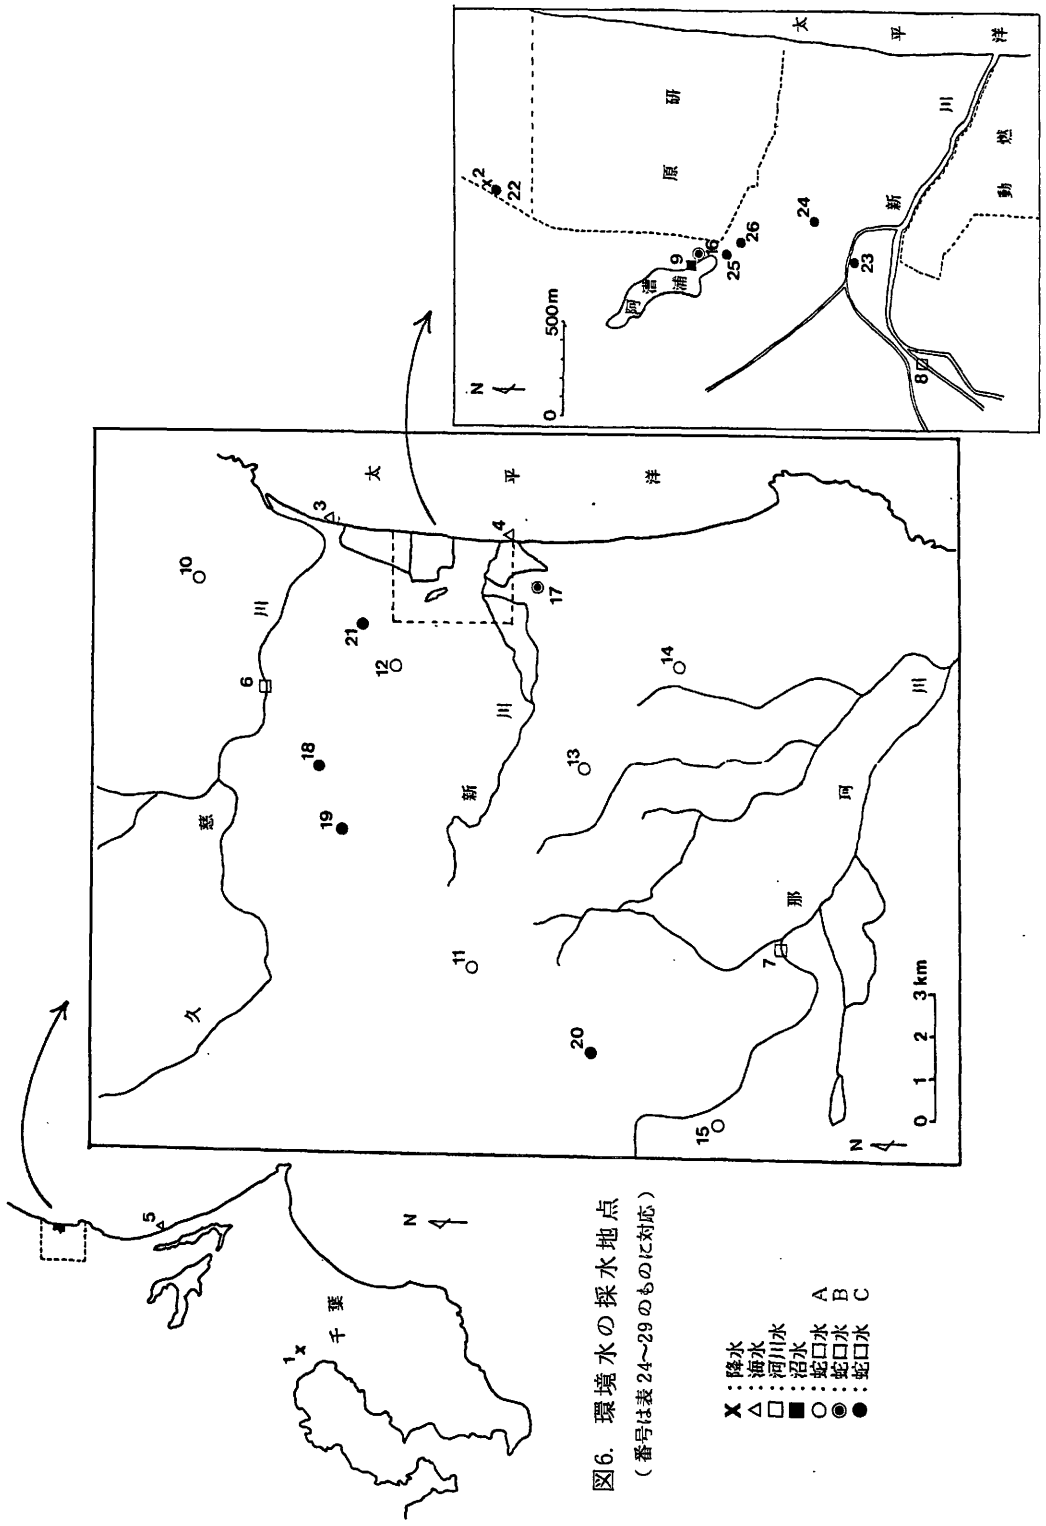 図6. 環境水の採水地点
(番号は表24〜29のものに対応)
X : 降水
△ : 海水
□ : 河川水
■ : 沼水
○ : 蛇口水 A
◉ : 蛇口水 B
● : 蛇口水 C
1
千葉
5
N
久慈川
新川
那珂川
太平洋
3
4
6
7
10
11
12
13
14
15
17
18
19
20
21
N
0 1 2 3 km
太平洋
原研
動燃
新川
阿漕浦
2
22
9
16
25
26
24
23
8
N
0 500m